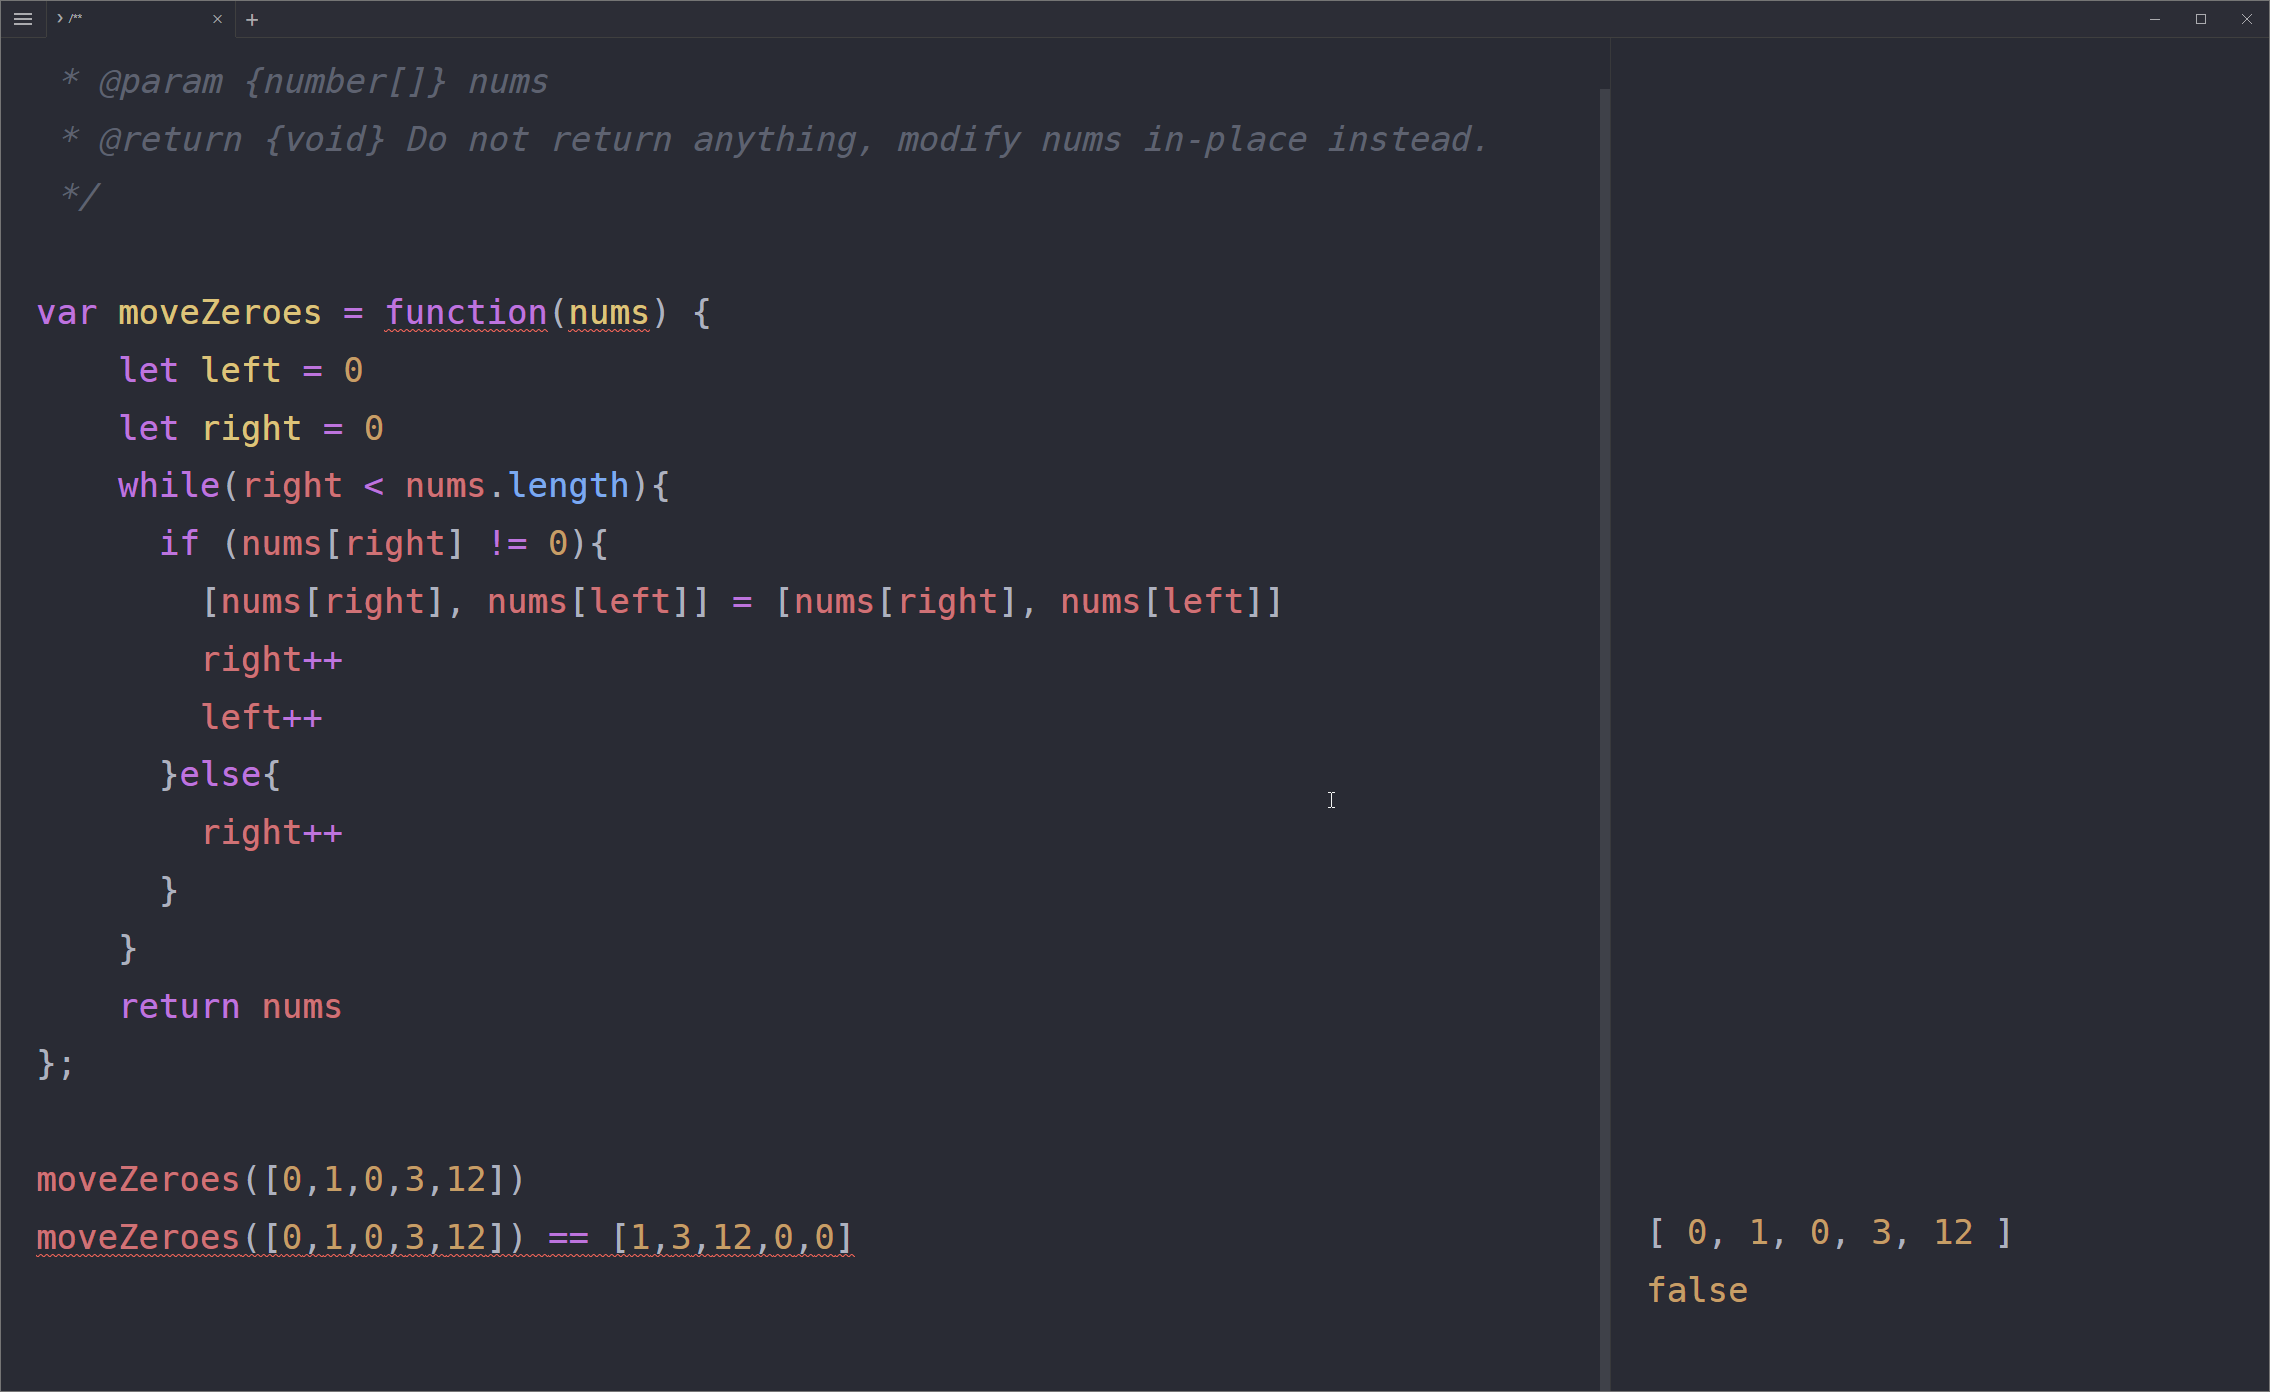 /**
* @param {number[]} nums
* @return {void} Do not return anything, modify nums in-place instead.
*/
var moveZeroes = function(nums) {
let left = 0
let right = 0
while(right < nums.length){
if (nums[right] != 0){
[nums[right], nums[left]] = [nums[right], nums[left]]
right++
left++
}else{
right++
}
}
return nums
};
moveZeroes([0,1,0,3,12])
moveZeroes([0,1,0,3,12]) == [1,3,12,0,0]
[ 0, 1, 0, 3, 12 ]
false